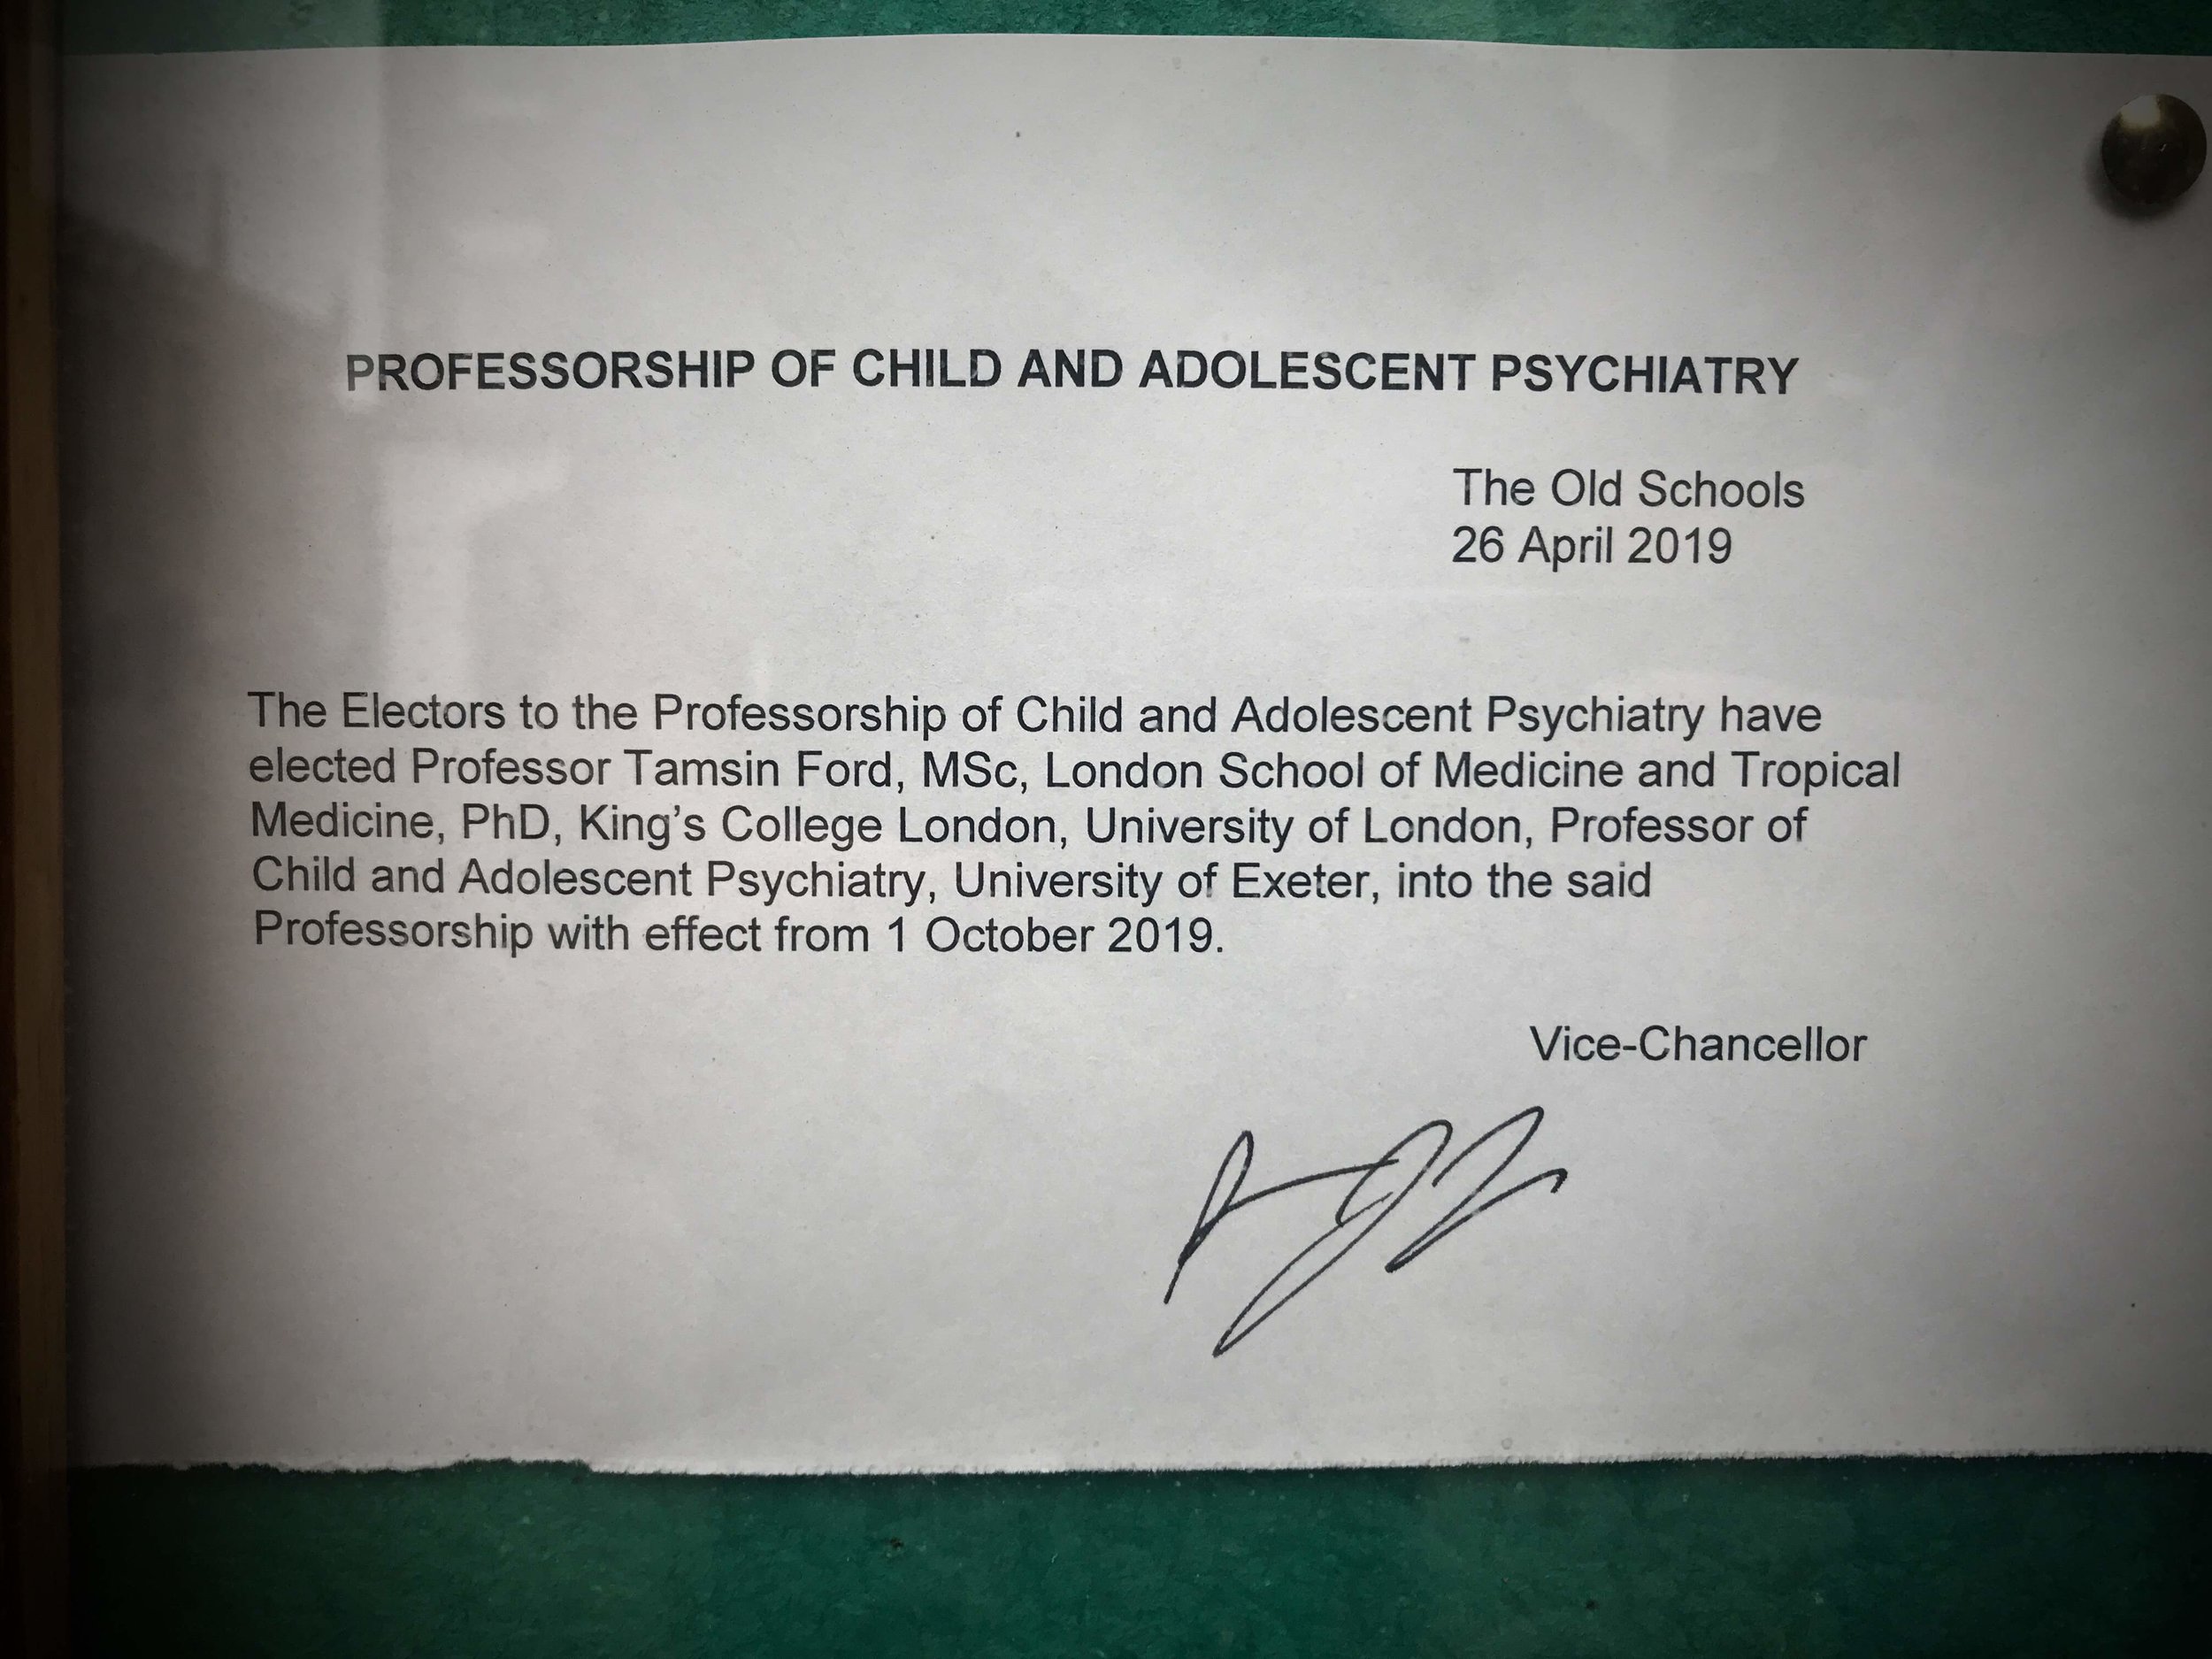 PROFESSORSHIP OF CHILD AND ADOLESCENT PSYCHIATRY
The Old Schools
26 April 2019
The Electors to the Professorship of Child and Adolescent Psychiatry have
elected Professor Tamsin Ford, MSc, London School of Medicine and Tropical
Medicine, PhD, King's College London, University of London, Professor of
Child and Adolescent Psychiatry, University of Exeter, into the said
Professorship with effect from 1 October 2019.
Vice-Chancellor